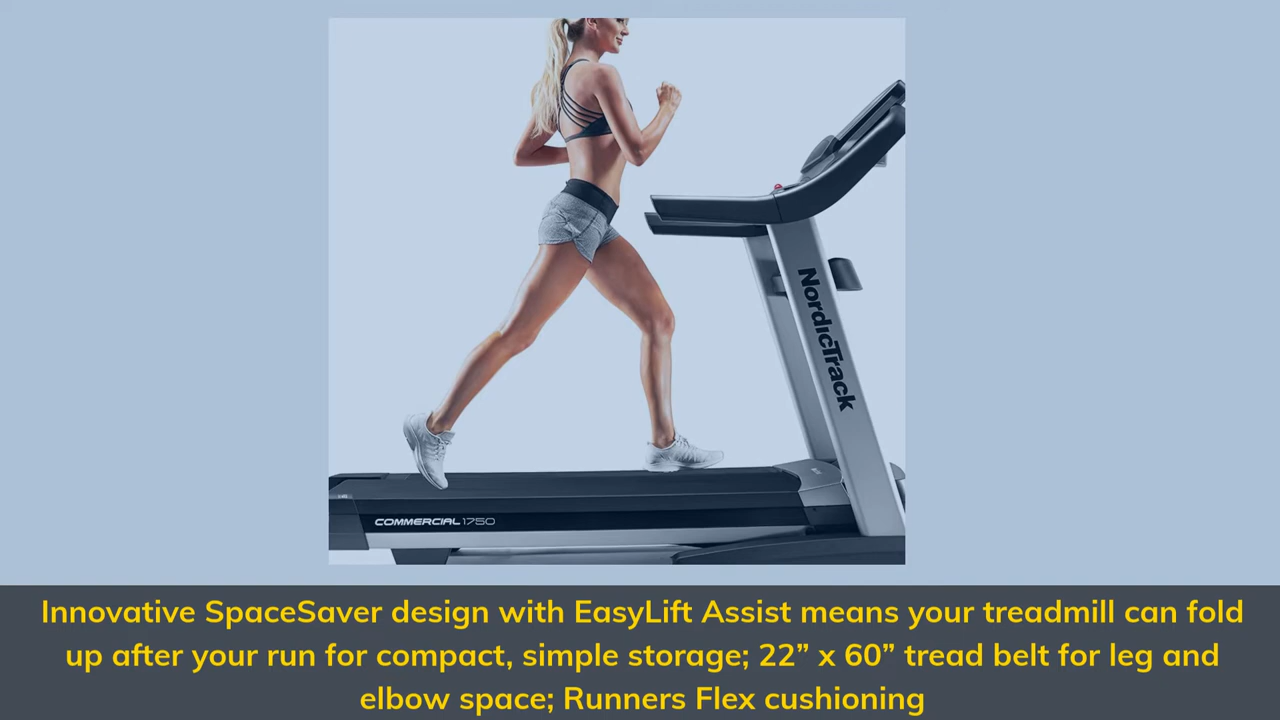 NordicTrack
COMMERCIAL 1750
Innovative SpaceSaver design with EasyLift Assist means your treadmill can fold
up after your run for compact, simple storage; 22” x 60” tread belt for leg and
elbow space; Runners Flex cushioning